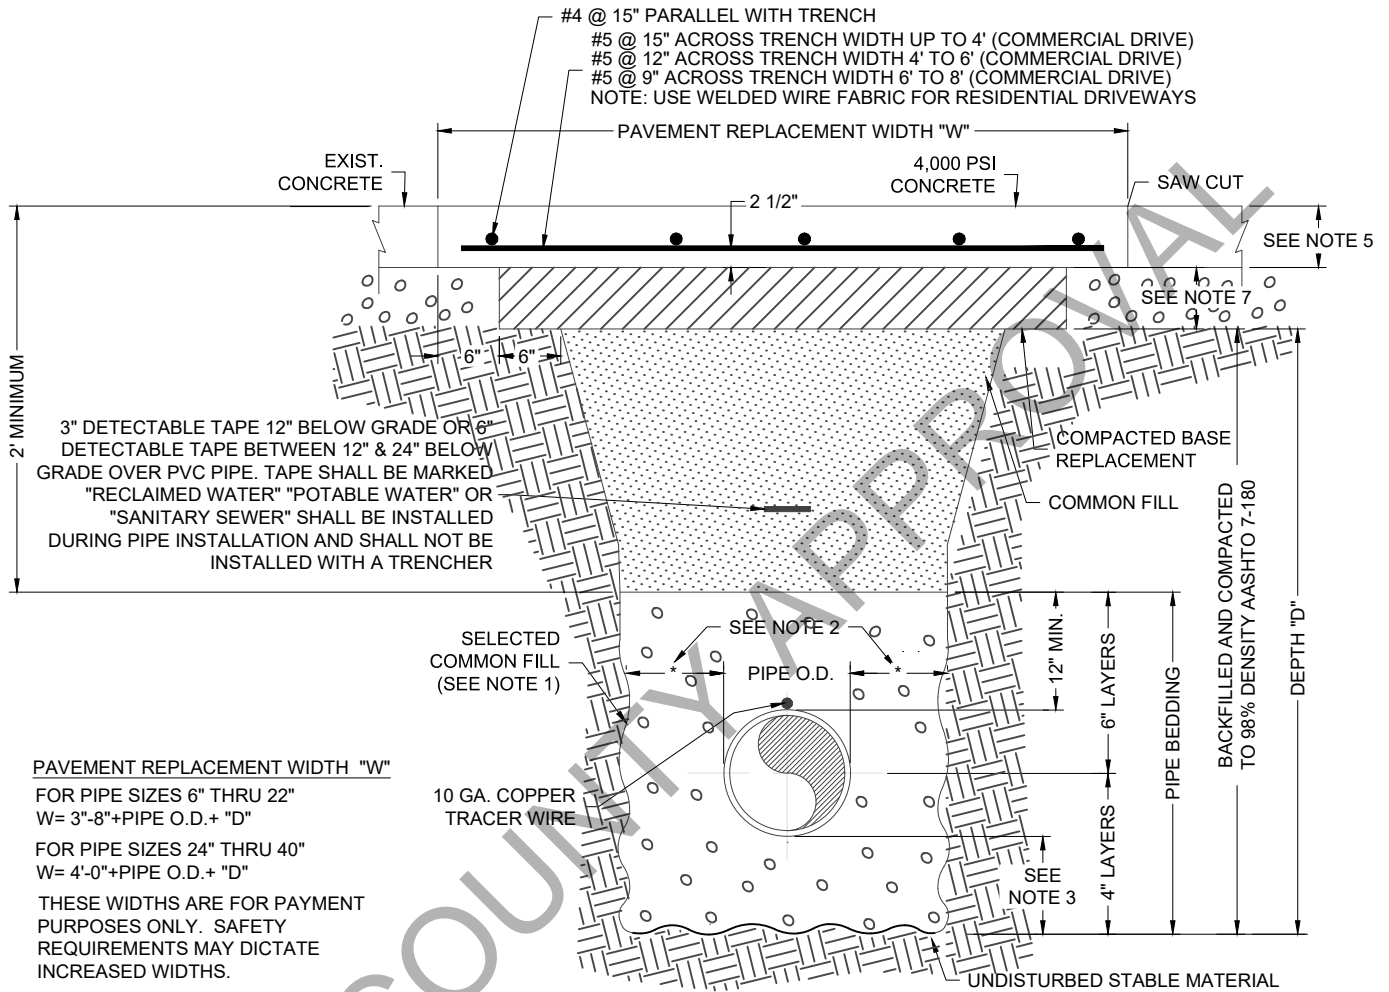 #4 @ 15" PARALLEL WITH TRENCH
#5 @ 15" ACROSS TRENCH WIDTH UP TO 4' (COMMERCIAL DRIVE)
#5 @ 12" ACROSS TRENCH WIDTH 4' TO 6' (COMMERCIAL DRIVE)
#5 @ 9" ACROSS TRENCH WIDTH 6' TO 8' (COMMERCIAL DRIVE)
NOTE: USE WELDED WIRE FABRIC FOR RESIDENTIAL DRIVEWAYS
PAVEMENT REPLACEMENT WIDTH "W"
EXIST.
CONCRETE
4,000 PSI
CONCRETE
SAW CUT
2 1/2"
SEE NOTE 5
SEE NOTE 7
6"
6"
2' MINIMUM
3" DETECTABLE TAPE 12" BELOW GRADE OR 6"
DETECTABLE TAPE BETWEEN 12" & 24" BELOW
GRADE OVER PVC PIPE. TAPE SHALL BE MARKED
"RECLAIMED WATER" "POTABLE WATER" OR
"SANITARY SEWER" SHALL BE INSTALLED
DURING PIPE INSTALLATION AND SHALL NOT BE
INSTALLED WITH A TRENCHER
COMPACTED BASE
REPLACEMENT
COMMON FILL
SELECTED
COMMON FILL
(SEE NOTE 1)
SEE NOTE 2
* PIPE O.D. *
12" MIN.
6" LAYERS
4" LAYERS
PIPE BEDDING
BACKFILLED AND COMPACTED
TO 98% DENSITY AASHTO 7-180
DEPTH "D"
10 GA. COPPER
TRACER WIRE
SEE
NOTE 3
UNDISTURBED STABLE MATERIAL
PAVEMENT REPLACEMENT WIDTH "W"
FOR PIPE SIZES 6" THRU 22"
W= 3"-8"+PIPE O.D.+ "D"
FOR PIPE SIZES 24" THRU 40"
W= 4'-0"+PIPE O.D.+ "D"
THESE WIDTHS ARE FOR PAYMENT
PURPOSES ONLY. SAFETY
REQUIREMENTS MAY DICTATE
INCREASED WIDTHS.
COUNTY APPROVAL